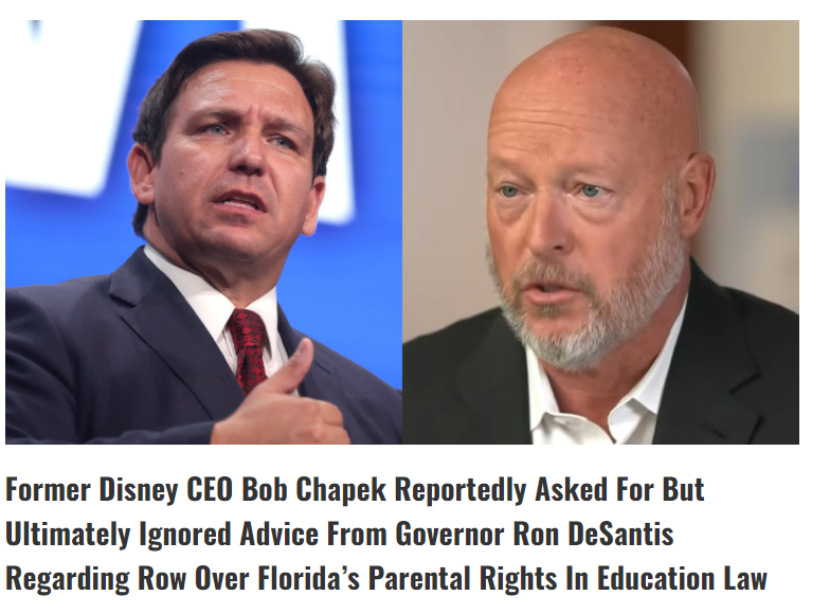 Former Disney CEO Bob Chapek Reportedly Asked For But
Ultimately Ignored Advice From Governor Ron DeSantis
Regarding Row Over Florida’s Parental Rights In Education Law